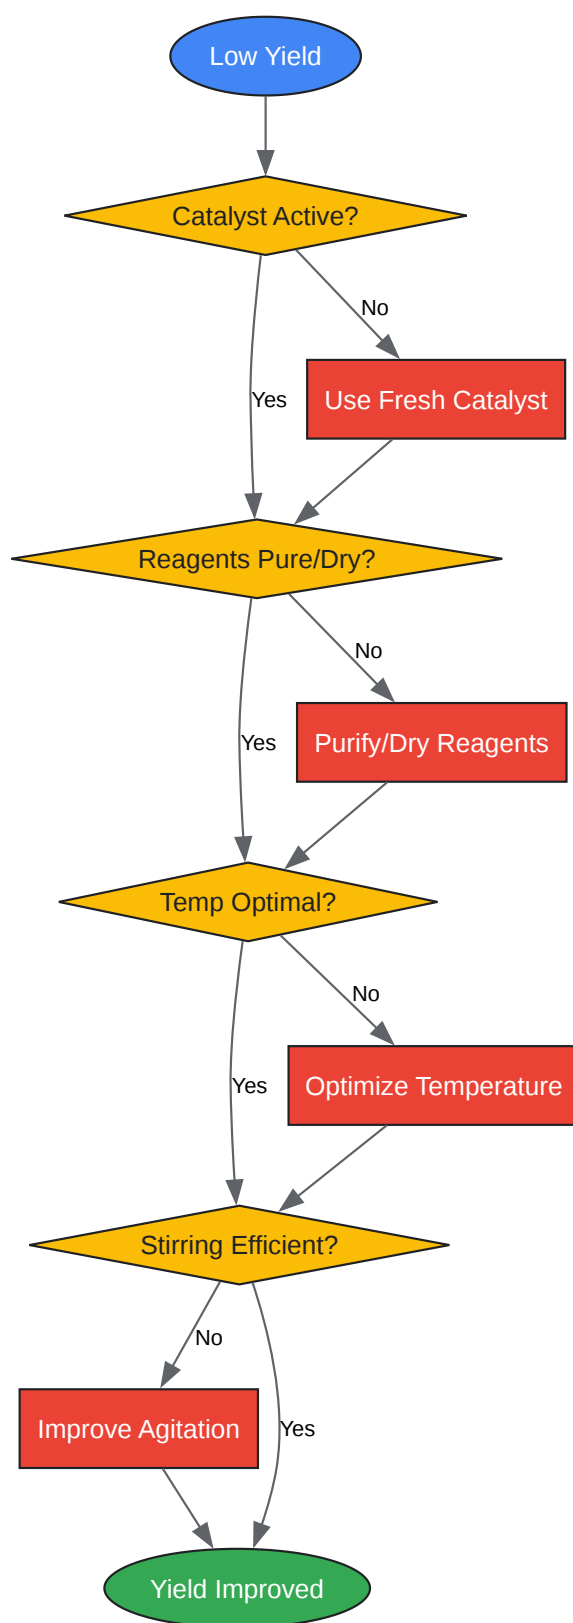 Low Yield
Catalyst Active?
No
Yes
Use Fresh Catalyst
Reagents Pure/Dry?
No
Yes
Purify/Dry Reagents
Temp Optimal?
No
Yes
Optimize Temperature
Stirring Efficient?
No
Improve Agitation
Yes
Yield Improved